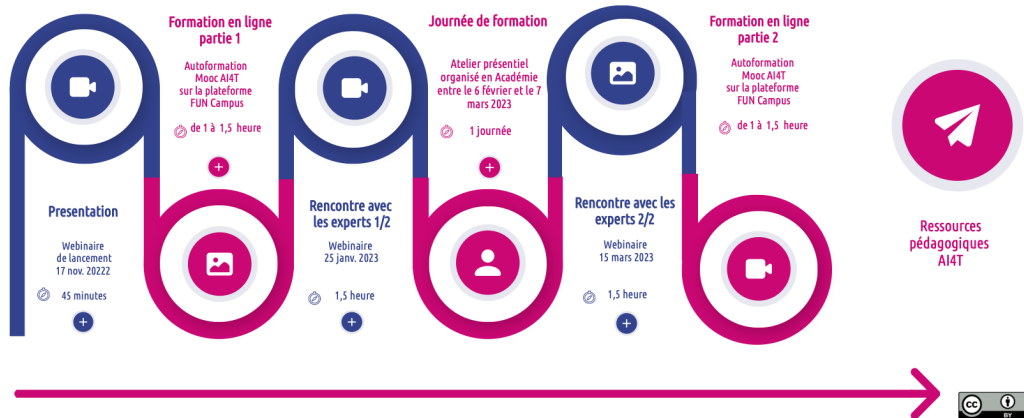 Presentation
Webinaire
de lancement
17 nov. 20222
45 minutes
+
Formation en ligne
partie 1
Autoformation
Mooc AI4T
sur la plateforme
FUN Campus
de 1 à 1,5 heure
+
Rencontre avec
les experts 1/2
Webinaire
25 janv. 2023
1,5 heure
+
Journée de formation
Atelier présentiel
organisé en Académie
entre le 6 février et le 7
mars 2023
1 journée
+
Rencontre avec les
experts 2/2
Webinaire
15 mars 2023
1,5 heure
+
Formation en ligne
partie 2
Autoformation
Mooc AI4T
sur la plateforme
FUN Campus
de 1 à 1,5 heure
Ressources
pédagogiques
AI4T
cc
BY